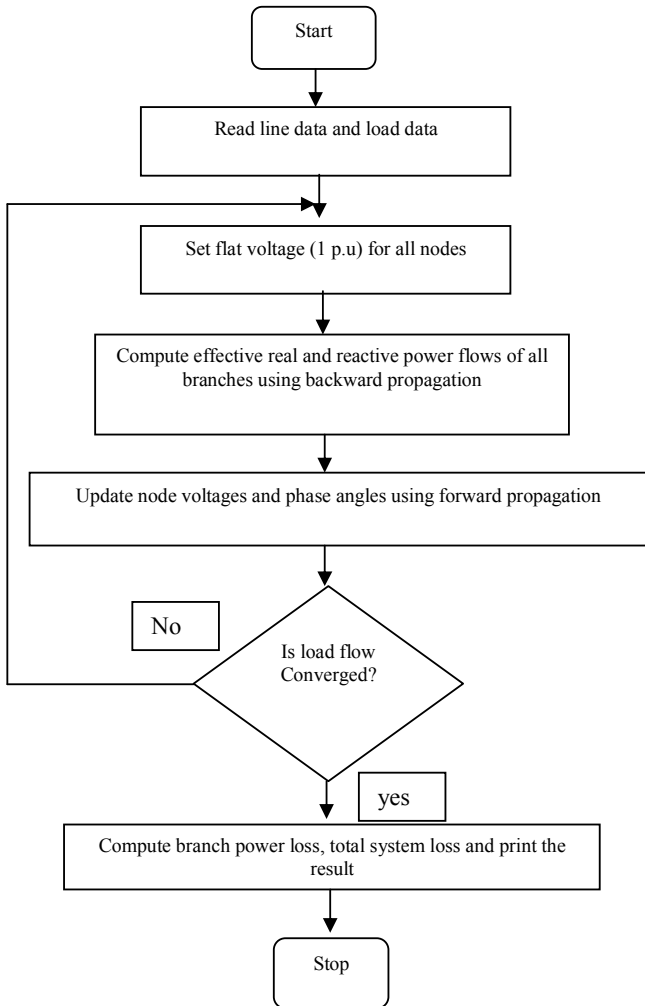 Start
Read line data and load data
Set flat voltage (1 p.u) for all nodes
Compute effective real and reactive power flows of all
branches using backward propagation
Update node voltages and phase angles using forward propagation
No
Is load flow
Converged?
yes
Compute branch power loss, total system loss and print the
result
Stop